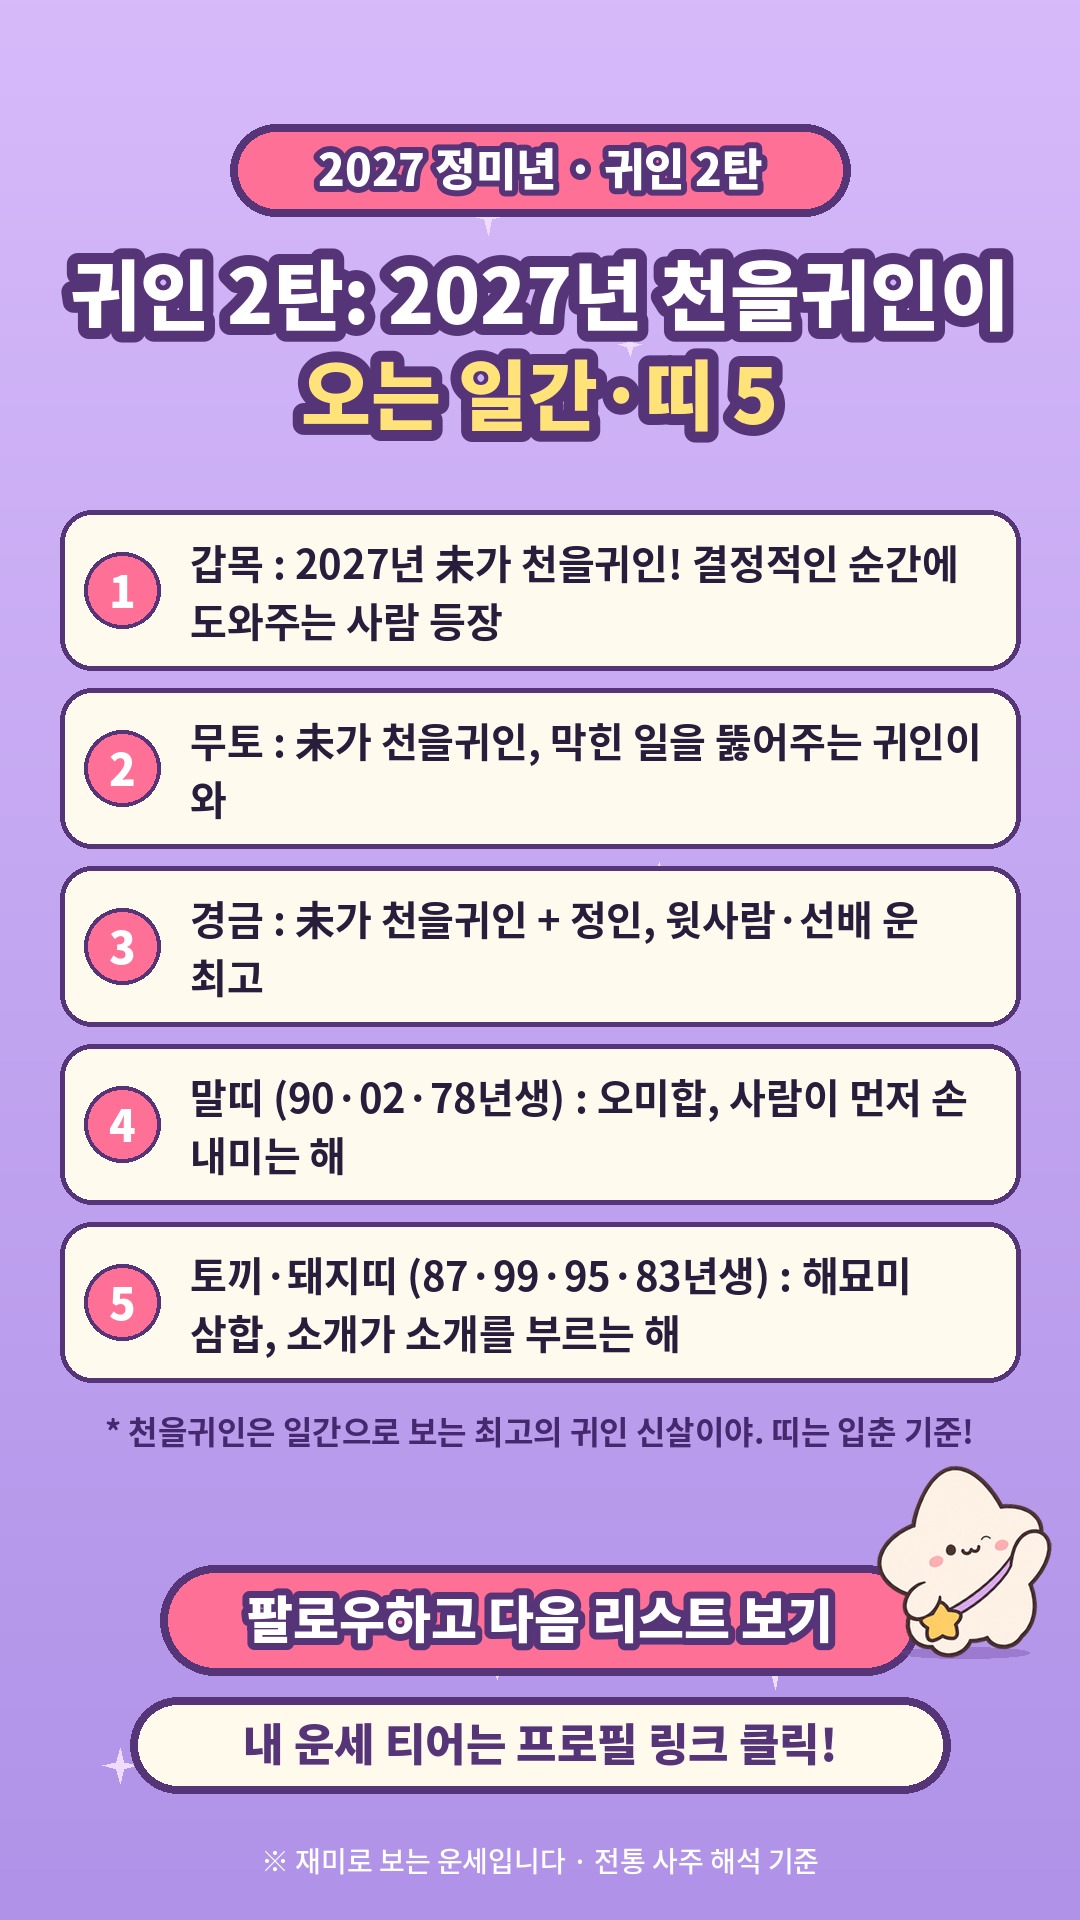 2027 정미년 • 귀인 2탄
귀인 2탄: 2027년 천을귀인이
오는 일간·띠 5
1
갑목 : 2027년 未가 천을귀인! 결정적인 순간에
도와주는 사람 등장
2
무토 : 未가 천을귀인, 막힌 일을 뚫어주는 귀인이
와
3
경금 : 未가 천을귀인 + 정인, 윗사람·선배 운
최고
4
말띠 (90·02·78년생) : 오미합, 사람이 먼저 손
내미는 해
5
토끼·돼지띠 (87·99·95·83년생) : 해묘미
삼합, 소개가 소개를 부르는 해
* 천을귀인은 일간으로 보는 최고의 귀인 신살이야. 띠는 입춘 기준!
팔로우하고 다음 리스트 보기
내 운세 티어는 프로필 링크 클릭!
※ 재미로 보는 운세입니다 · 전통 사주 해석 기준